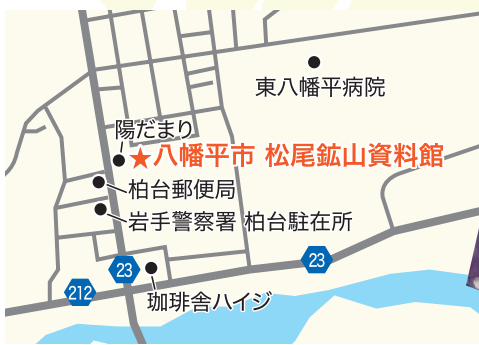 東八幡平病院
陽だまり
★八幡平市 松尾鉱山資料館
柏台郵便局
岩手警察署 柏台駐在所
23
23
212
珈琲舎ハイジ